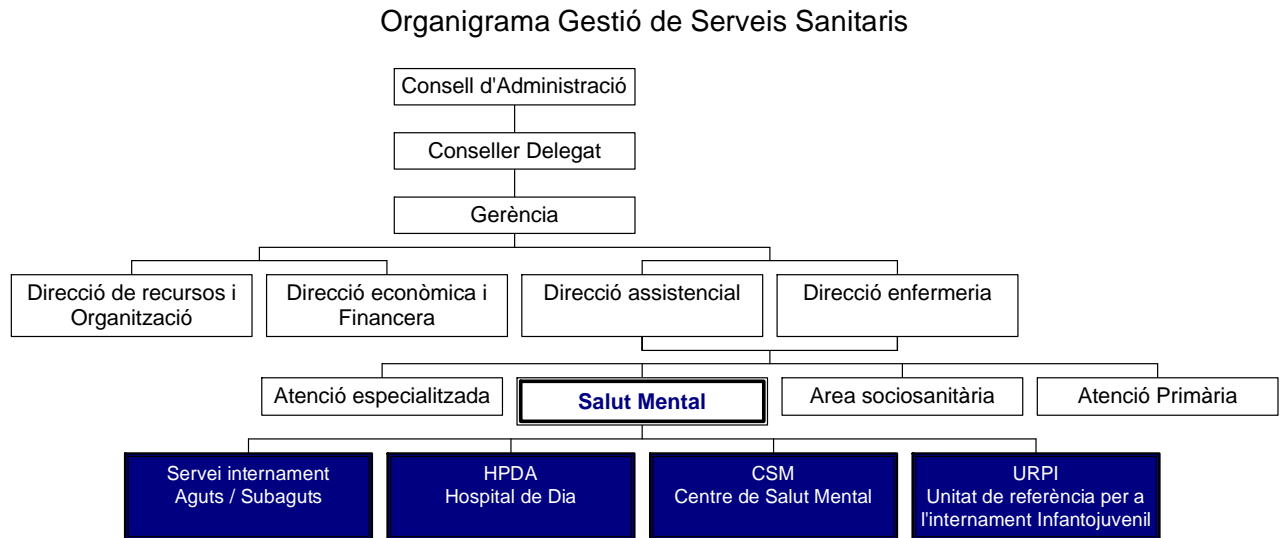 Organigrama Gestió de Serveis Sanitaris
Consell d'Administració
Conseller Delegat
Gerència
Direcció de recursos i
Organització
Direcció econòmica i
Financera
Direcció assistencial
Direcció enfermeria
Atenció especialitzada
Salut Mental
Area sociosanitària
Atenció Primària
Servei internament
Aguts / Subaguts
HPDA
Hospital de Dia
CSM
Centre de Salut Mental
URPI
Unitat de referència per a
l'internament Infantojuvenil